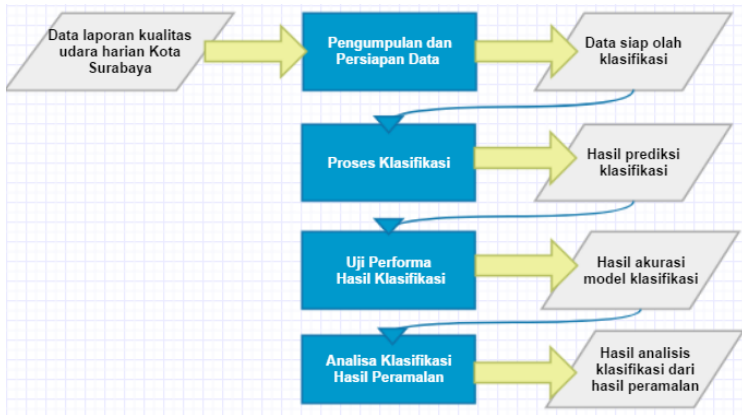 Data laporan kualitas
udara harian Kota
Surabaya
Pengumpulan dan
Persiapan Data
Data siap olah
klasifikasi
Proses Klasifikasi
Hasil prediksi
klasifikasi
Uji Performa
Hasil Klasifikasi
Hasil akurasi
model klasifikasi
Analisa Klasifikasi
Hasil Peramalan
Hasil analisis
klasifikasi dari
hasil peramalan